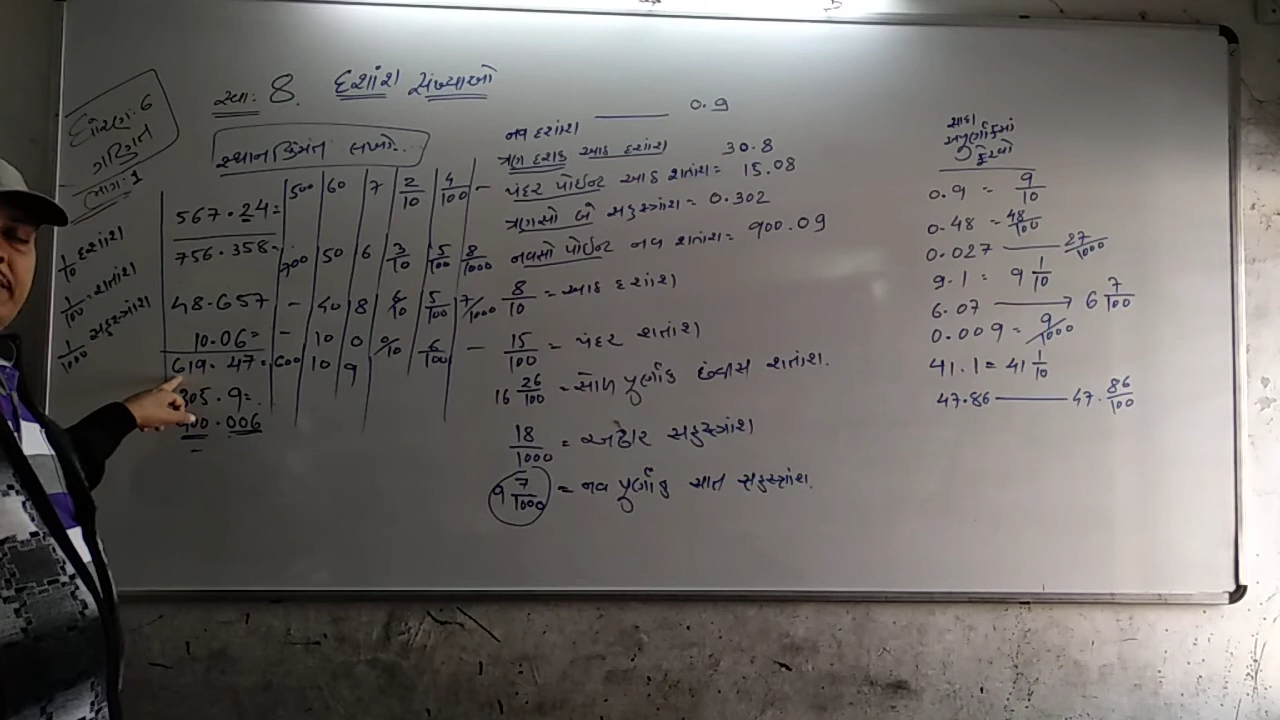 ધોરણ: 6
ગણિત
ભાગ: 1
સ્વા: 8. દશાંશ સંખ્યાઓ
સ્થાન કિંમત લખો..
1/10 દશાંશ
1/100 = શતાંશ
1/1000 સહસ્ત્રાંશ
567.24 = 500 60 7 2/10 4/100 -
756.358 = 700 50 6 3/10 5/100 8/1000
48.657 - 40 8 6/10 5/100 7/1000
10.06 = - 10 0 0/10 6/100 -
619.47 = 600 10 9
305.9 =.
900.006
નવ દશાંશ — 0.9
ત્રણ દશક આઠ દશાંશ 30.8
પંદર પોઈન્ટ આઠ શતાંશ = 15.08
ત્રણસો બે સહસ્ત્રાંશ = 0.302
નવસો પોઈન્ટ નવ શતાંશ = 900.09
8/10 = આઠ દશાંશ
15/100 = પંદર શતાંશ
16 26/100 = સોળ પૂર્ણાંક છવ્વીસ શતાંશ.
18/1000 = અઢાર સહસ્ત્રાંશ
9 7/1000 = નવ પૂર્ણાંક સાત સહસ્ત્રાંશ.
સાદા
અપૂર્ણાંકમાં
ફેરવો
0.9 = 9/10
0.48 = 48/100
0.027 — 27/1000
9.1 = 9 1/10
6.07 → 6 7/100
0.009 = 9/1000
41.1 = 41 1/10
47.86 — 47. 86/100